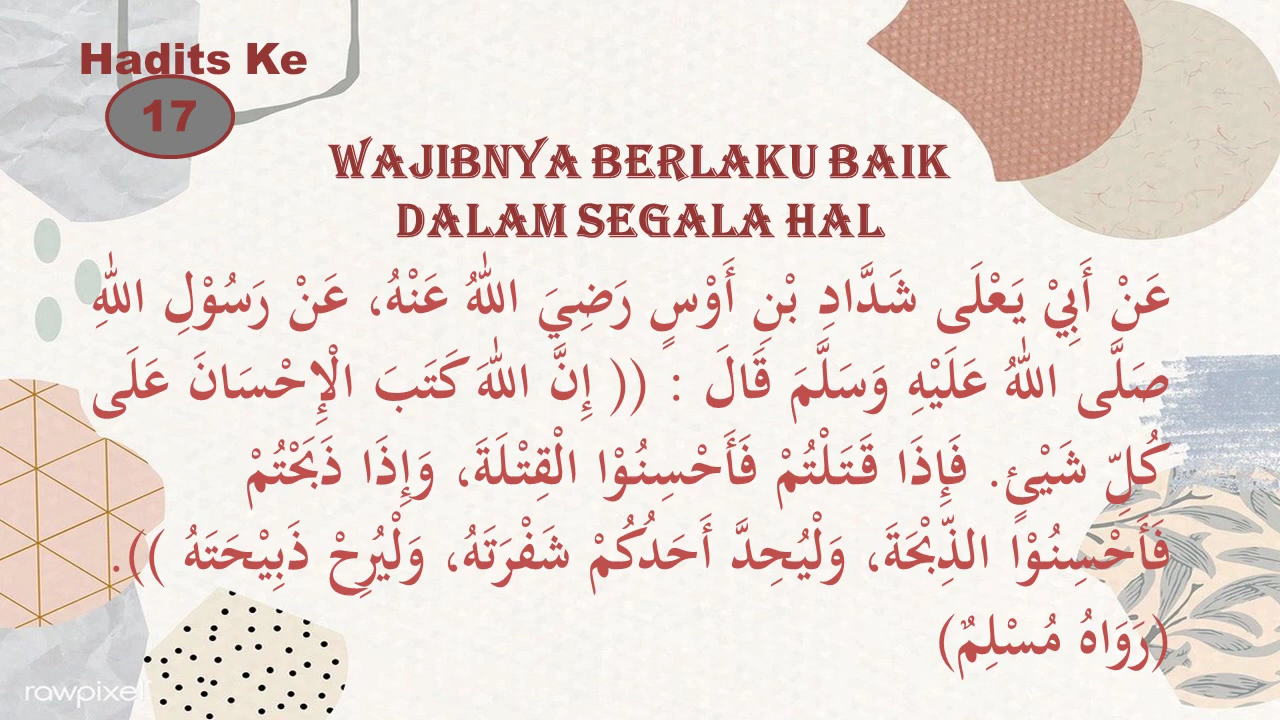 Hadits Ke
17
WAJIBNYA BERLAKU BAIK
DALAM SEGALA HAL
عَنْ أَبِيْ يَعْلَى شَدَّادِ بْنِ أَوْسٍ رَضِيَ اللهُ عَنْهُ، عَنْ رَسُوْلِ اللهِ
صَلَّى اللهُ عَلَيْهِ وَسَلَّمَ قَالَ : (( إِنَّ اللهَ كَتَبَ الْإِحْسَانَ عَلَى
كُلِّ شَيْئٍ. فَإِذَا قَتَلْتُمْ فَأَحْسِنُوْا الْقِتْلَةَ، وَإِذَا ذَبَحْتُمْ
فَأَحْسِنُوْا الذِّبْحَةَ، وَلْيُحِدَّ أَحَدُكُمْ شَفْرَتَهُ، وَلْيُرِحْ ذَبِيْحَتَهُ )).
(رَوَاهُ مُسْلِمٌ)
rawpixel